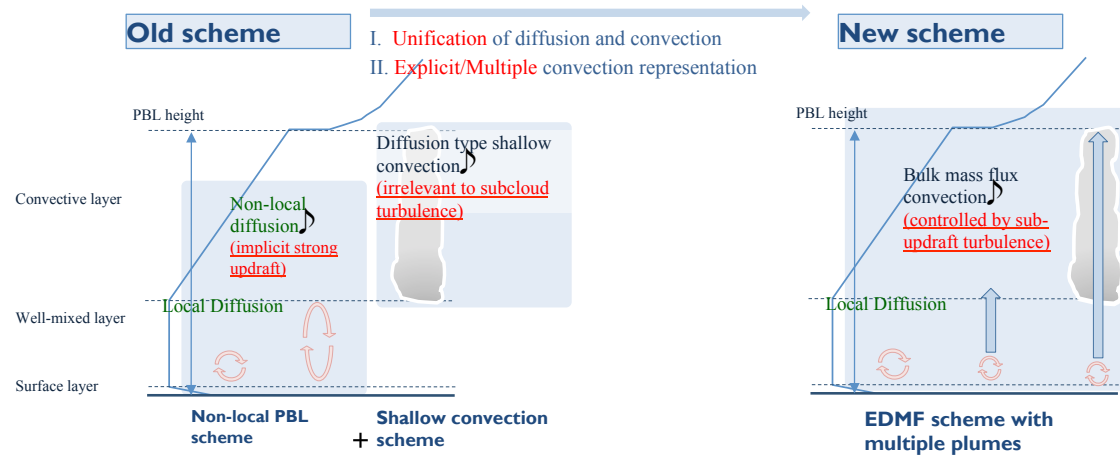 Old scheme
I. Unification of diffusion and convection
II. Explicit/Multiple convection representation
New scheme
PBL height
Convective layer
Well-mixed layer
Surface layer
Non-local
diffusion
(implicit strong
updraft)
Local Diffusion
Diffusion type shallow
convection
(irrelevant to subcloud
turbulence)
Non-local PBL
scheme
+
Shallow convection
scheme
PBL height
Bulk mass flux
convection
(controlled by sub-
updraft turbulence)
Local Diffusion
EDMF scheme with
multiple plumes